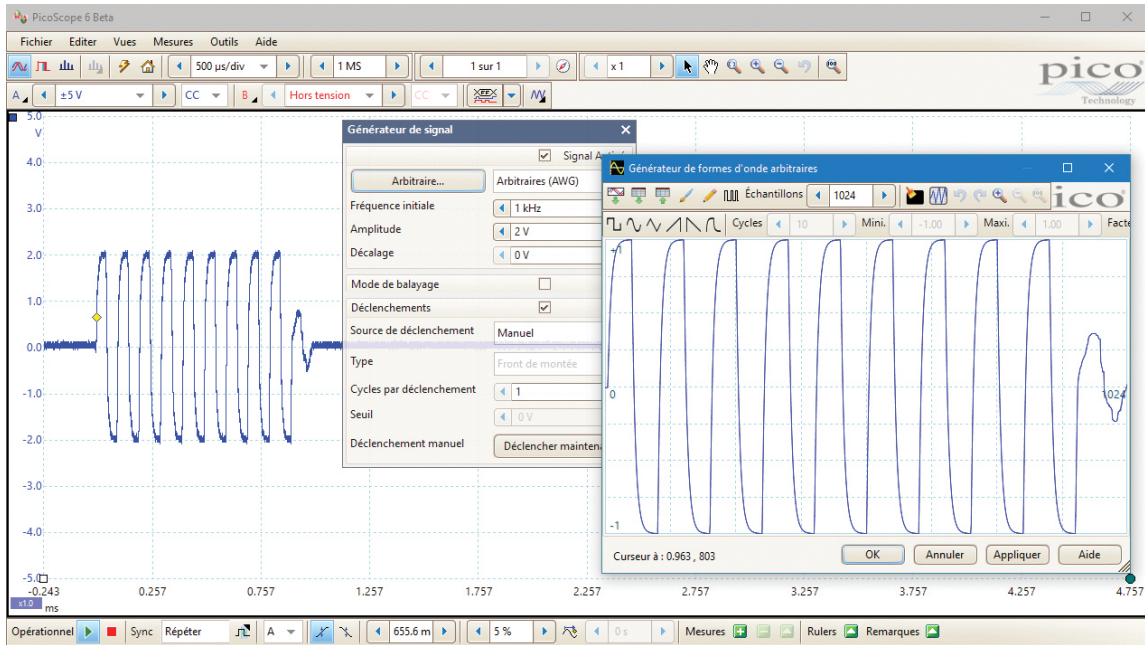 PicoScope 6 Beta
Fichier Editer Vues Mesures Outils Aide
500 µs/div 1 MS 1 sur 1 x 1
pico
Technology
A ±5 V CC B Hors tension CC
5.0
V
4.0
3.0
2.0
1.0
0.0
-1.0
-2.0
-3.0
-4.0
-5.0
x1.0 ms
-0.243 0.257 0.757 1.257 1.757 2.257 2.757 3.257 3.757 4.257 4.757
Générateur de signal
Signal
Arbitraire... Arbitraires (AWG)
Fréquence initiale 1 kHz
Amplitude 2 V
Décalage 0 V
Mode de balayage
Déclenchements
Source de déclenchement Manuel
Type Front de montée
Cycles par déclenchement 1
Seuil 0 V
Déclenchement manuel Déclencher mainten
Générateur de formes d'onde arbitraires
Échantillons 1024
pico
Cycles 10 Mini. -1.00 Maxi. 1.00 Facte
+1
0
1024
-1
Curseur à : 0.963 , 803
OK Annuler Appliquer Aide
Opérationnel Sync Répéter A 655.6 m 5 % 0 s Mesures Rulers Remarques